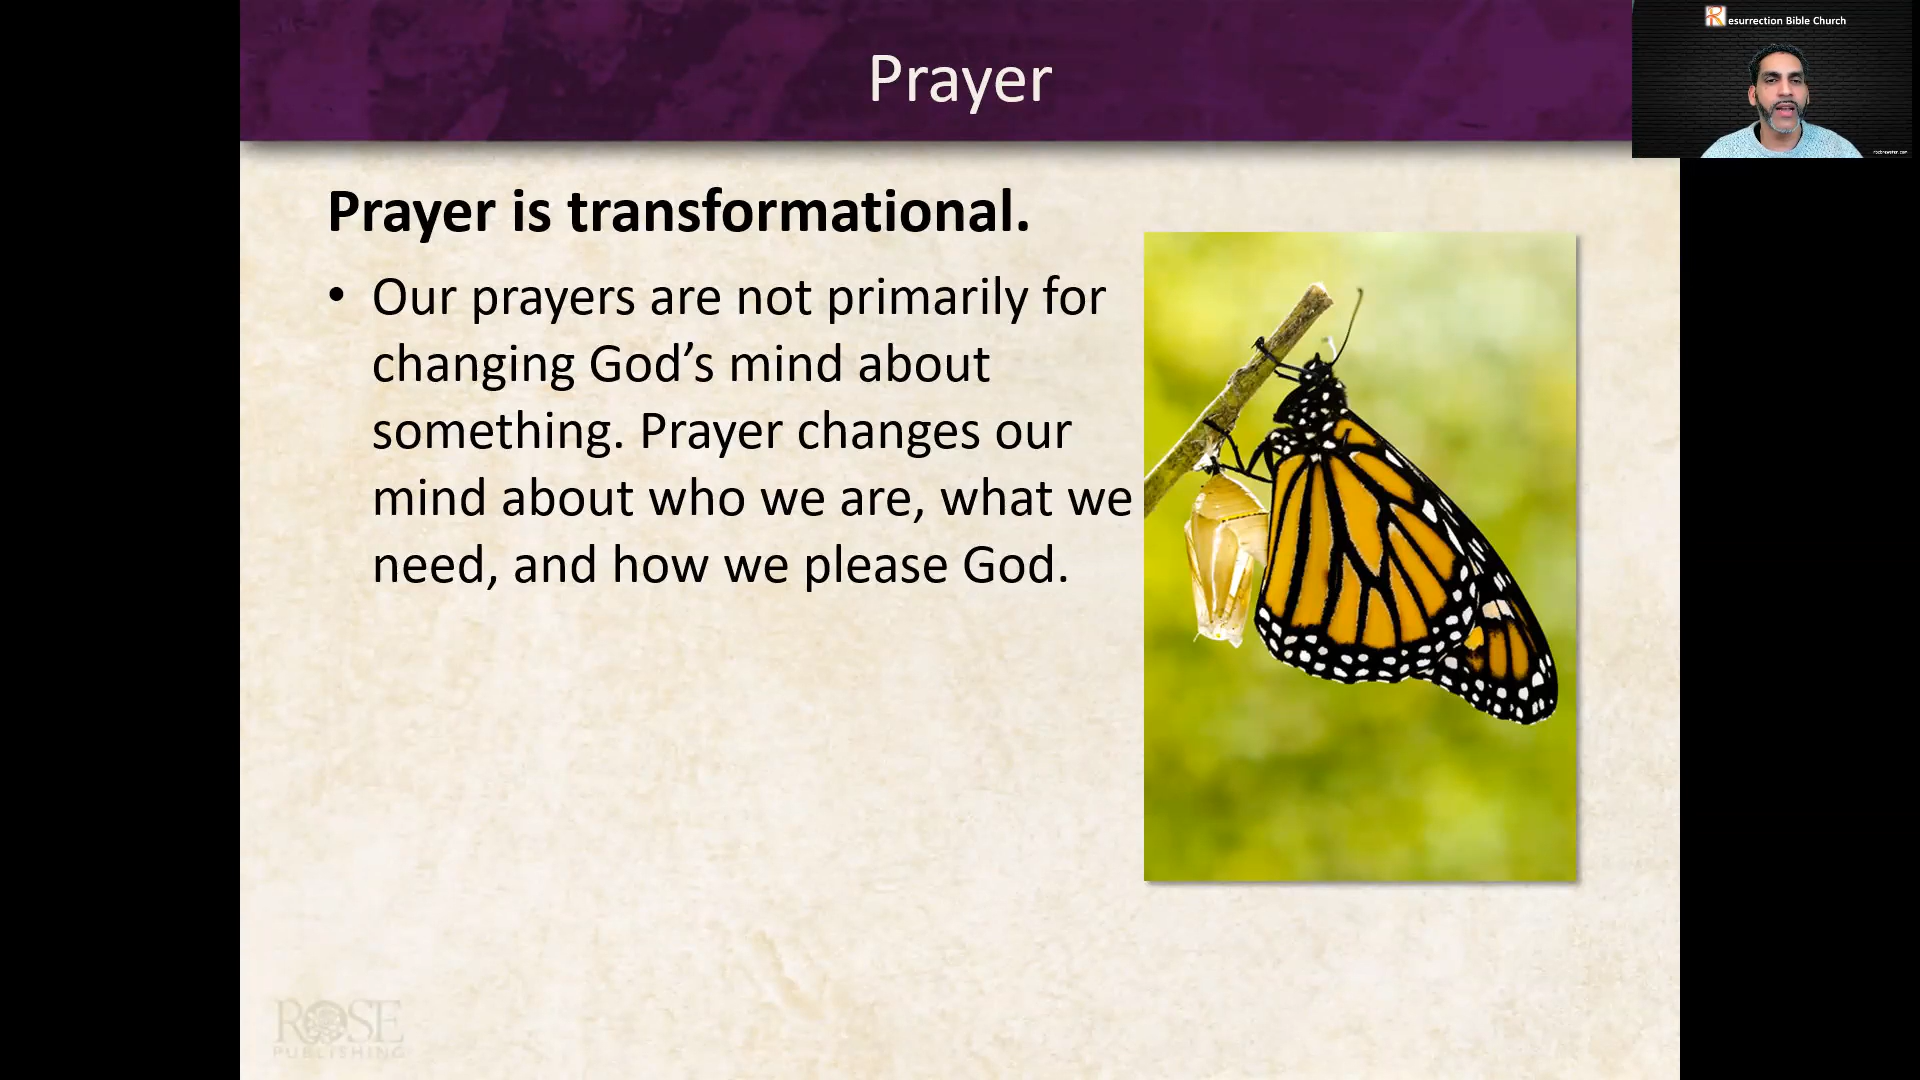 Prayer
Resurrection Bible Church
Prayer is transformational.
• Our prayers are not primarily for
changing God’s mind about
something. Prayer changes our
mind about who we are, what we
need, and how we please God.
ROSE
PUBLISHING